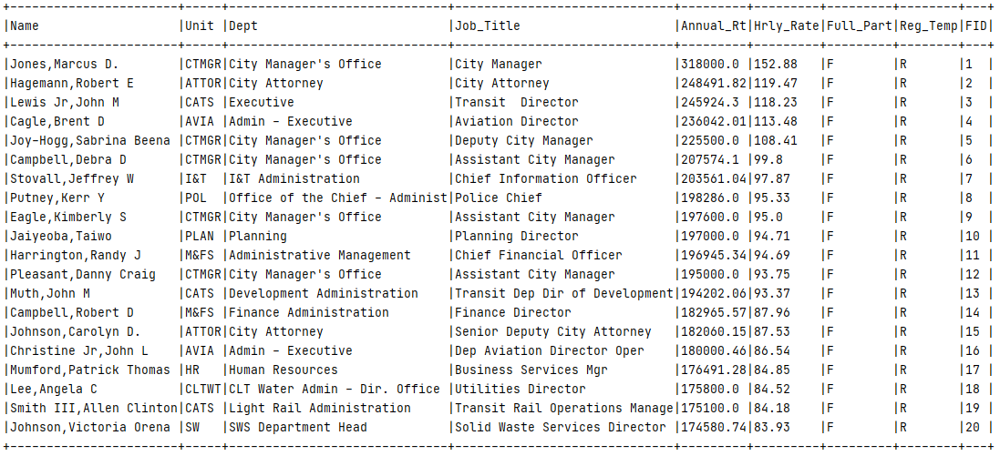 +-----------------------+-----+------------------------------+------------------------------+---------+---------+---------+--------+---+
|Name                   |Unit |Dept                          |Job_Title                     |Annual_Rt|Hrly_Rate|Full_Part|Reg_Temp|FID|
+-----------------------+-----+------------------------------+------------------------------+---------+---------+---------+--------+---+
|Jones,Marcus D.        |CTMGR|City Manager's Office         |City Manager                  |318000.0 |152.88   |F        |R       |1  |
|Hagemann,Robert E      |ATTOR|City Attorney                 |City Attorney                 |248491.82|119.47   |F        |R       |2  |
|Lewis Jr,John M        |CATS |Executive                     |Transit  Director             |245924.3 |118.23   |F        |R       |3  |
|Cagle,Brent D          |AVIA |Admin - Executive             |Aviation Director             |236042.01|113.48   |F        |R       |4  |
|Joy-Hogg,Sabrina Beena |CTMGR|City Manager's Office         |Deputy City Manager           |225500.0 |108.41   |F        |R       |5  |
|Campbell,Debra D       |CTMGR|City Manager's Office         |Assistant City Manager        |207574.1 |99.8     |F        |R       |6  |
|Stovall,Jeffrey W      |I&T  |I&T Administration            |Chief Information Officer     |203561.04|97.87    |F        |R       |7  |
|Putney,Kerr Y          |POL  |Office of the Chief - Administ|Police Chief                  |198286.0 |95.33    |F        |R       |8  |
|Eagle,Kimberly S       |CTMGR|City Manager's Office         |Assistant City Manager        |197600.0 |95.0     |F        |R       |9  |
|Jaiyeoba,Taiwo         |PLAN |Planning                      |Planning Director             |197000.0 |94.71    |F        |R       |10 |
|Harrington,Randy J     |M&FS |Administrative Management     |Chief Financial Officer       |196945.34|94.69    |F        |R       |11 |
|Pleasant,Danny Craig   |CTMGR|City Manager's Office         |Assistant City Manager        |195000.0 |93.75    |F        |R       |12 |
|Muth,John M            |CATS |Development Administration    |Transit Dep Dir of Development|194202.06|93.37    |F        |R       |13 |
|Campbell,Robert D      |M&FS |Finance Administration        |Finance Director              |182965.57|87.96    |F        |R       |14 |
|Johnson,Carolyn D.     |ATTOR|City Attorney                 |Senior Deputy City Attorney   |182060.15|87.53    |F        |R       |15 |
|Christine Jr,John L    |AVIA |Admin - Executive             |Dep Aviation Director Oper    |180000.46|86.54    |F        |R       |16 |
|Mumford,Patrick Thomas |HR   |Human Resources               |Business Services Mgr         |176491.28|84.85    |F        |R       |17 |
|Lee,Angela C           |CLTWT|CLT Water Admin - Dir. Office |Utilities Director            |175800.0 |84.52    |F        |R       |18 |
|Smith III,Allen Clinton|CATS |Light Rail Administration     |Transit Rail Operations Manage|175100.0 |84.18    |F        |R       |19 |
|Johnson,Victoria Orena |SW   |SWS Department Head           |Solid Waste Services Director |174580.74|83.93    |F        |R       |20 |
+-----------------------+-----+------------------------------+------------------------------+---------+---------+---------+--------+---+